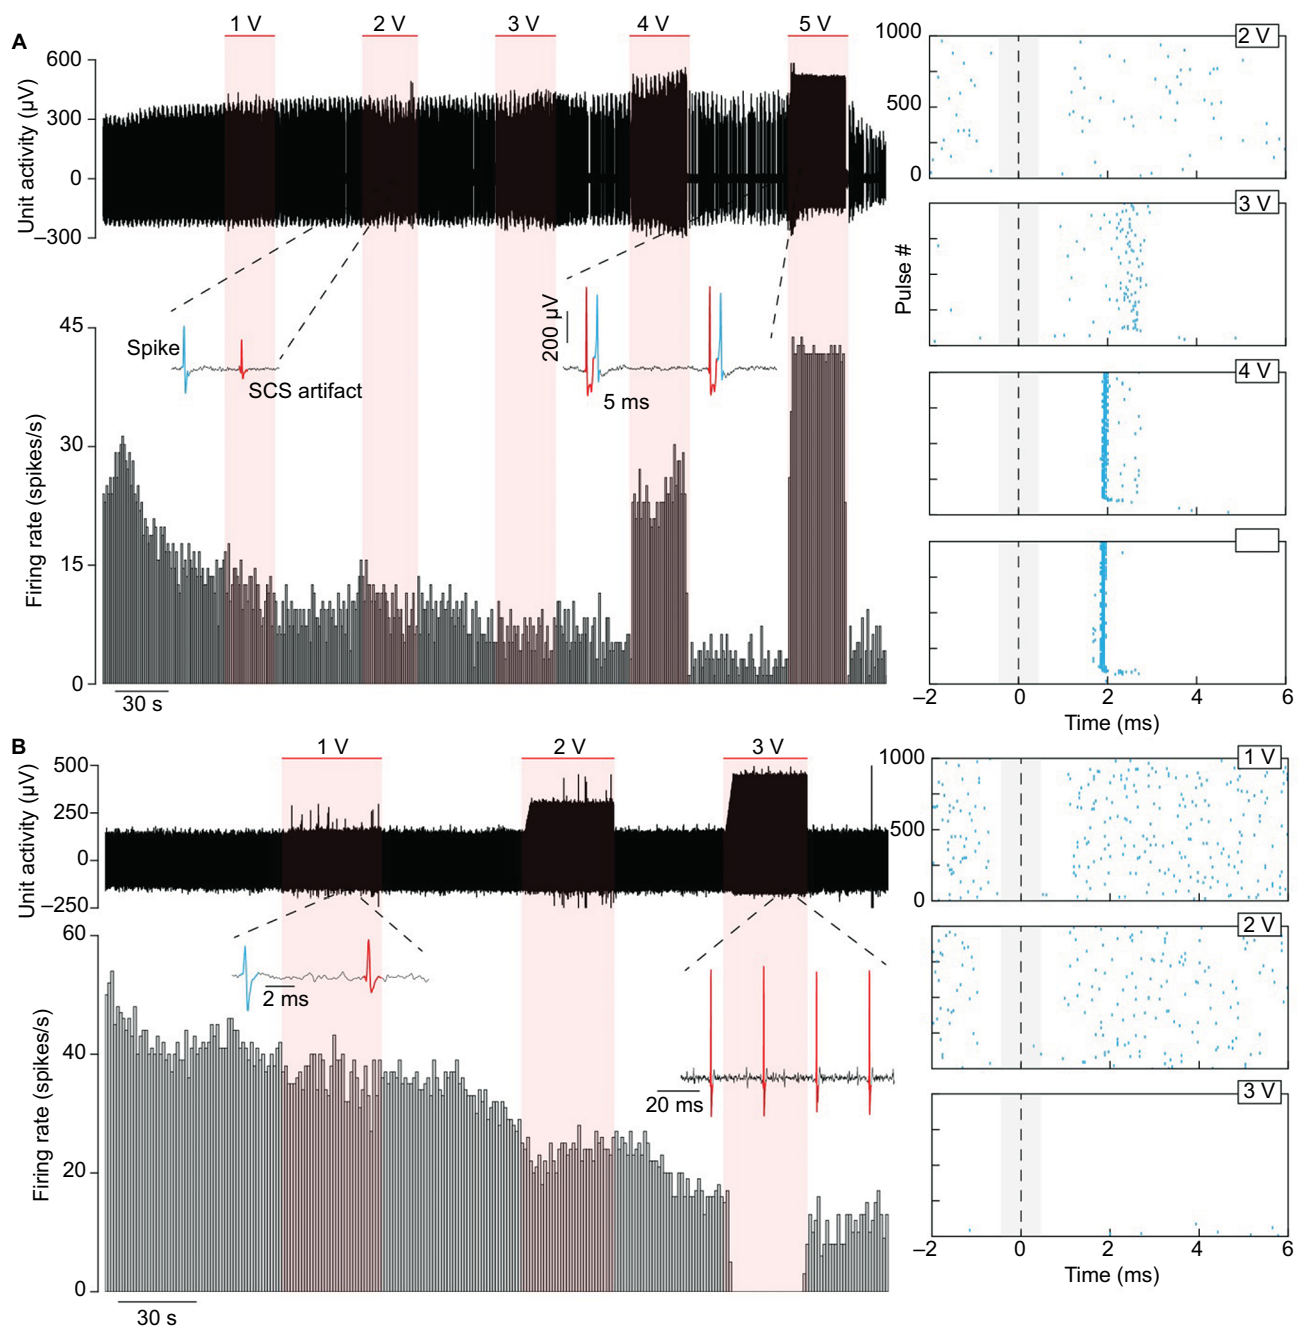 A
1 V 2 V 3 V 4 V 5 V
600
300
0
–300
Unit activity (µV)
Spike
SCS artifact
200 µV
5 ms
45
30
15
0
Firing rate (spikes/s)
30 s
1000
500
0
2 V
3 V
4 V
Pulse #
–2 0 2 4 6
Time (ms)
B
1 V 2 V 3 V
500
250
0
–250
Unit activity (µV)
2 ms
20 ms
60
40
20
0
Firing rate (spikes/s)
30 s
1000
500
0
1 V
2 V
3 V
–2 0 2 4 6
Time (ms)